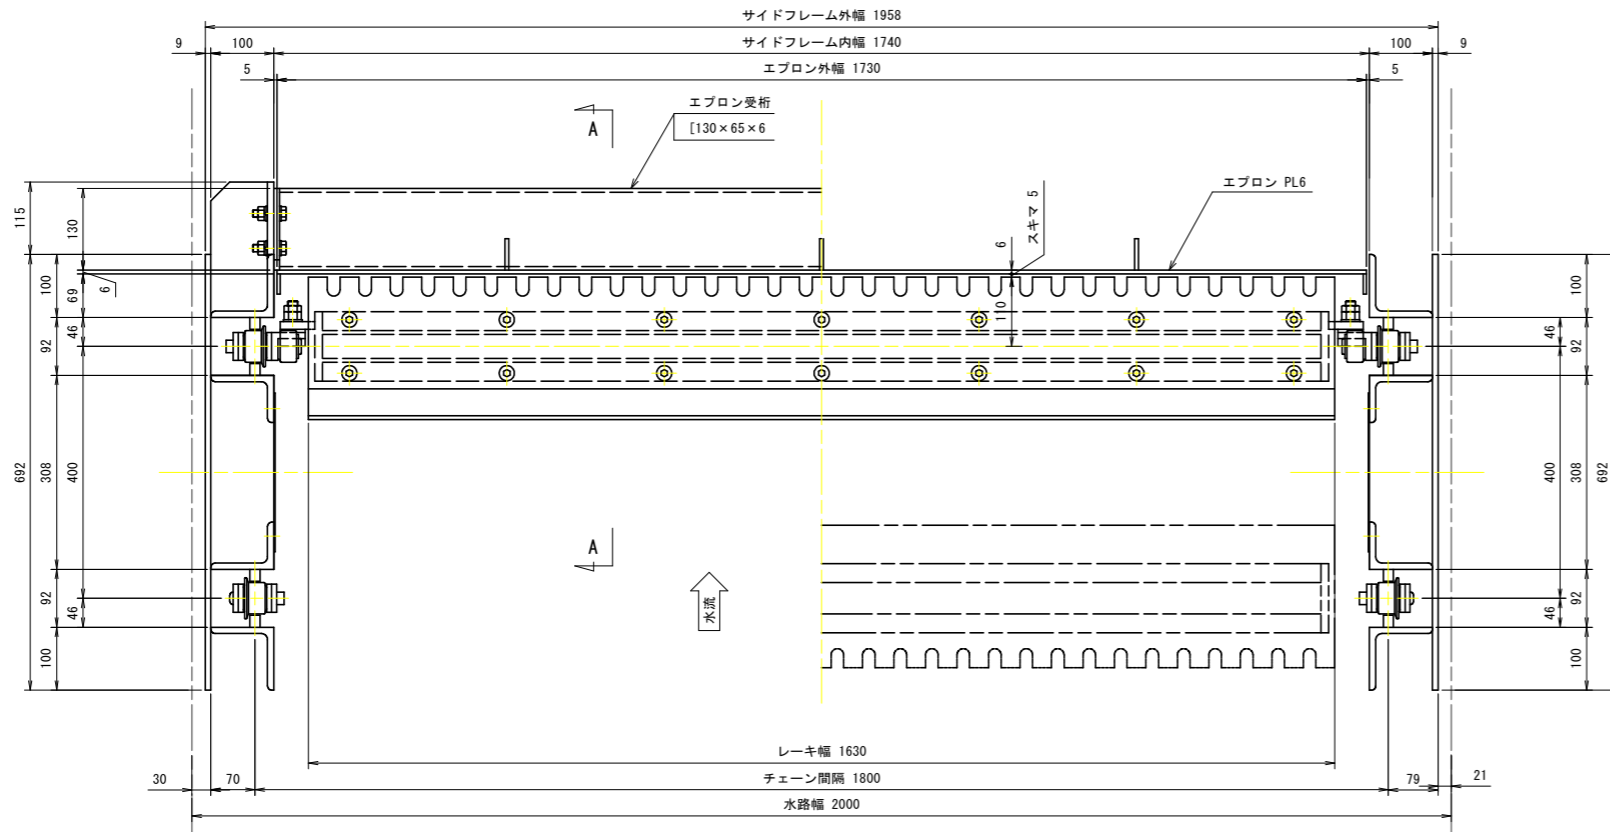 サイドフレーム外幅 1958
9
100
サイドフレーム内幅 1740
100
9
5
エプロン外幅 1730
5
エプロン受桁
[130×65×6
A
エプロン PL6
スキマ 5
6
110
115
130
100
69
6
46
92
692
308
400
92
46
100
100
46
92
400
308
692
92
46
100
A
水流
レーキ幅 1630
30
70
チェーン間隔 1800
79
21
水路幅 2000